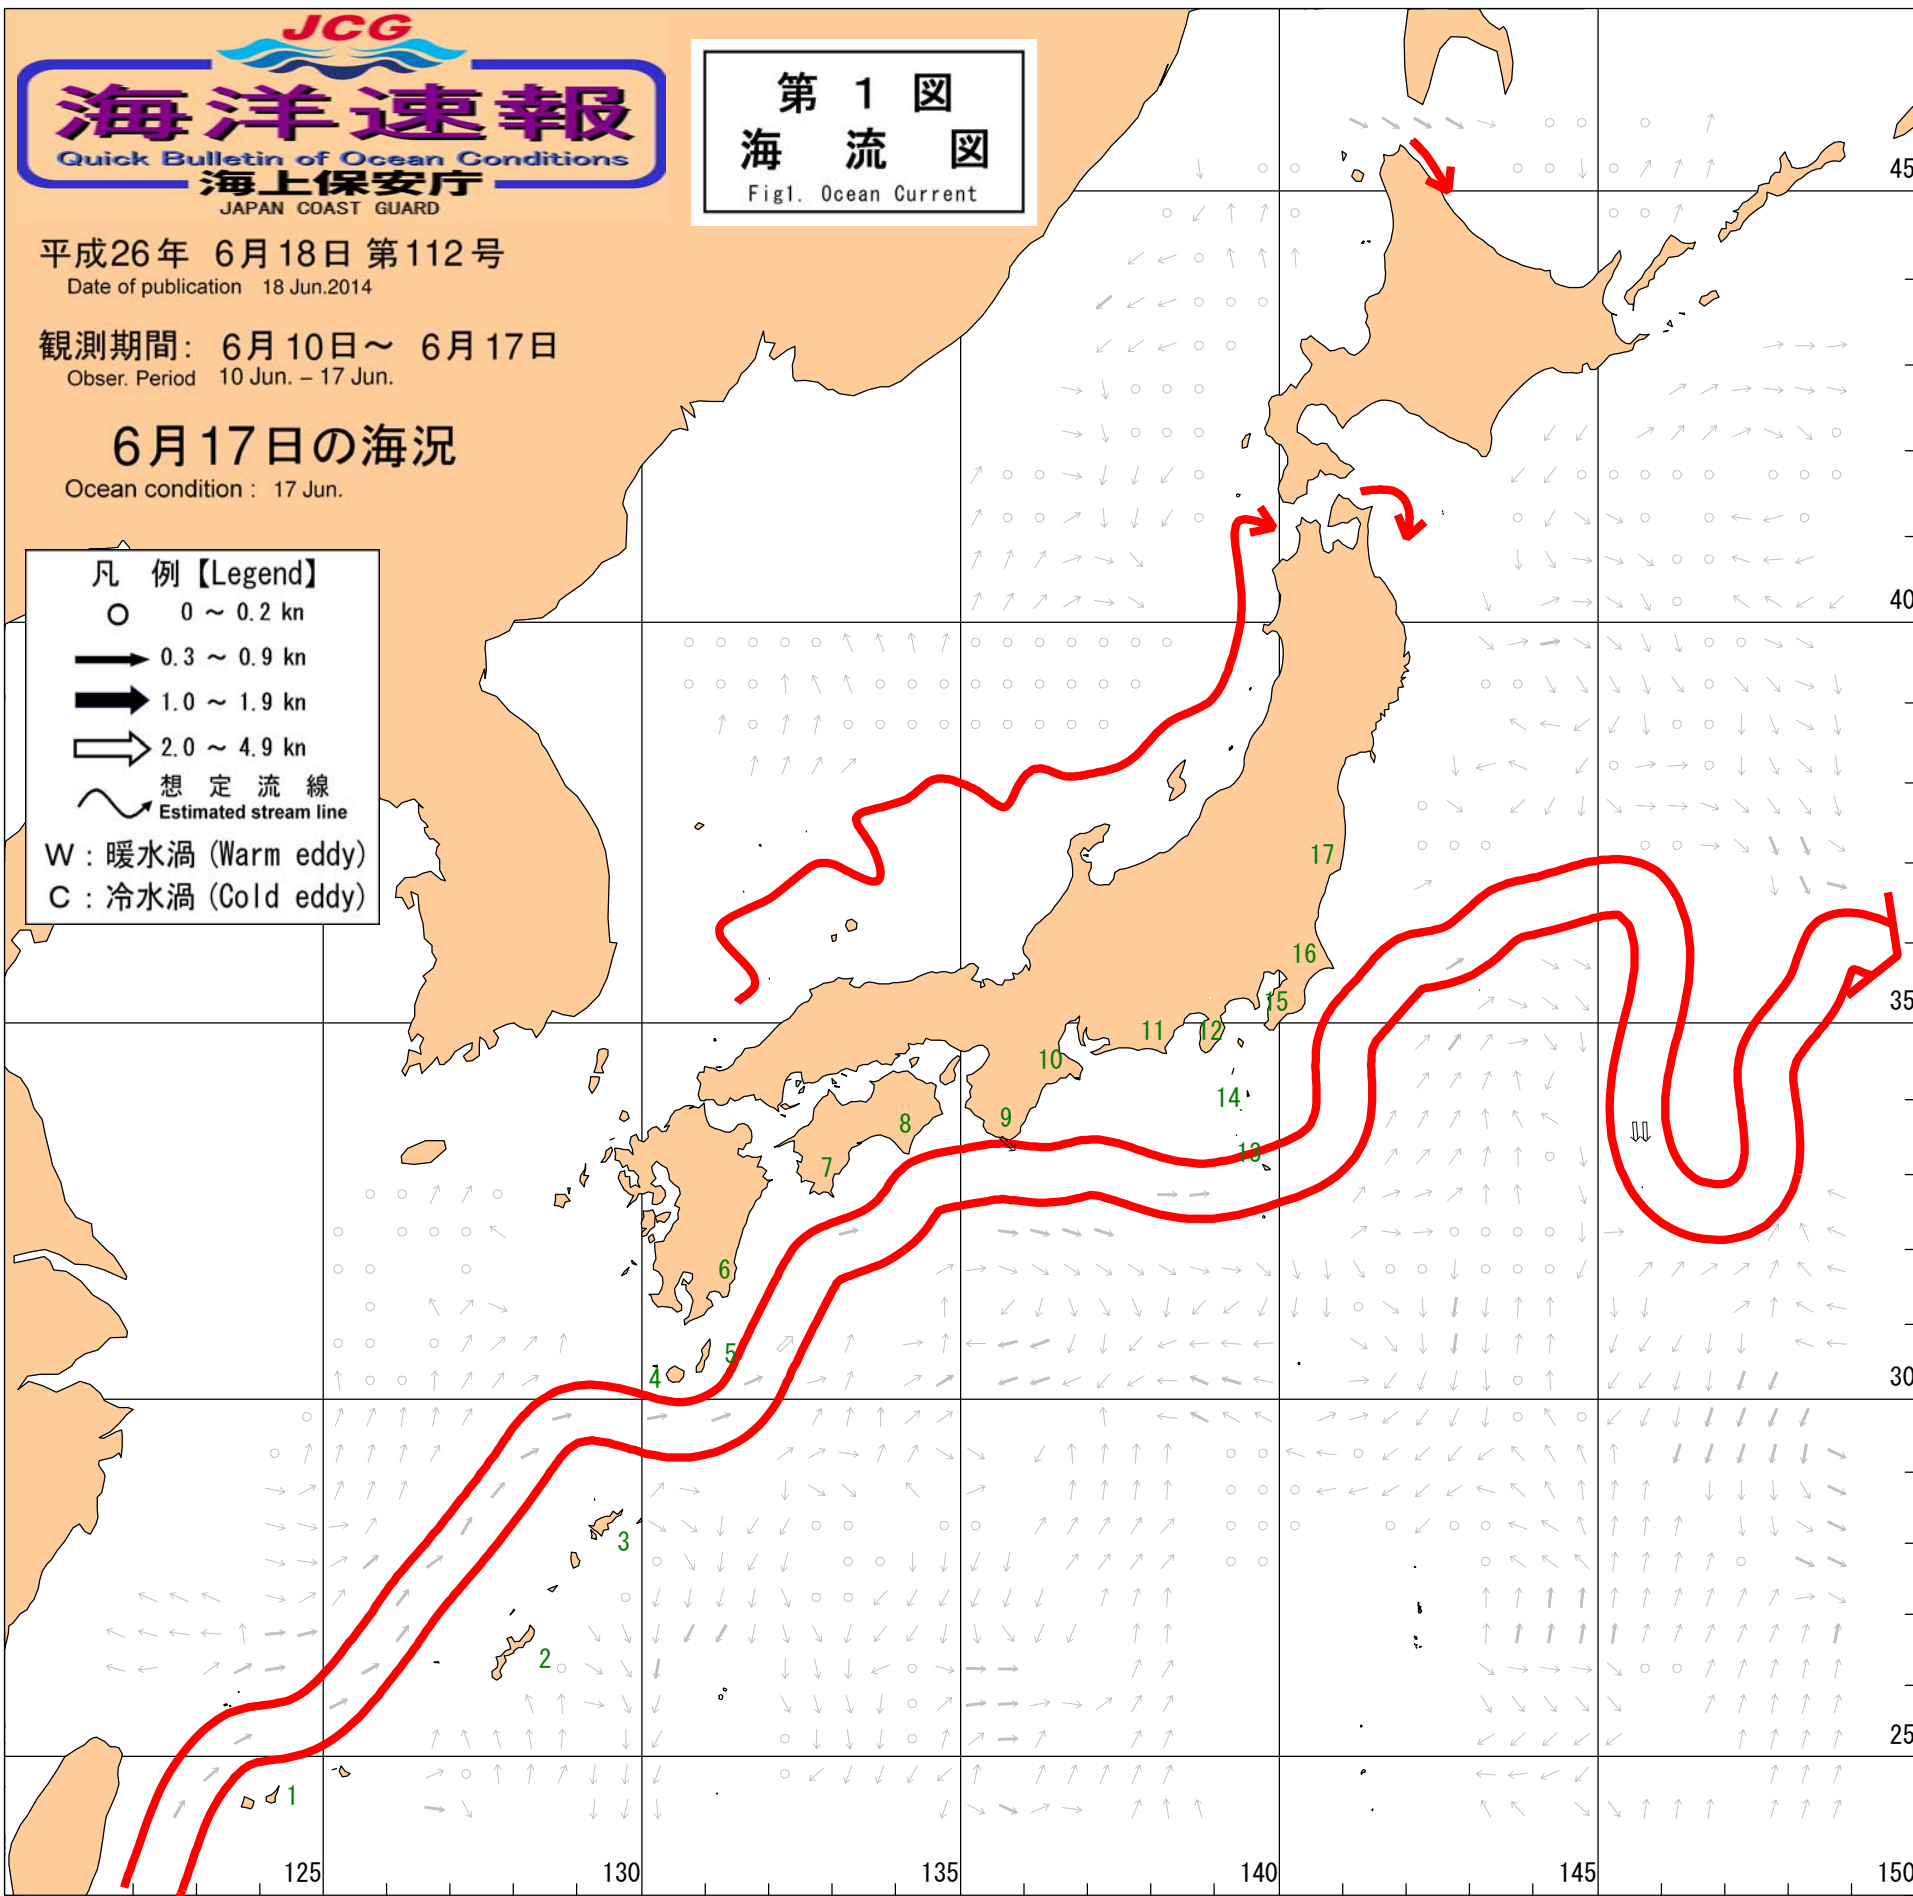 JCG
海洋速報
Quick Bulletin of Ocean Conditions
海上保安庁
JAPAN COAST GUARD
平成26年 6月18日 第112号
Date of publication 18 Jun.2014
観測期間: 6月10日～ 6月17日
Obser. Period 10 Jun. – 17 Jun.
6月17日の海況
Ocean condition : 17 Jun.
第 1 図
海 流 図
Fig1. Ocean Current
凡 例【Legend】
0 ～ 0.2 kn
0.3 ～ 0.9 kn
1.0 ～ 1.9 kn
2.0 ～ 4.9 kn
想 定 流 線
Estimated stream line
W : 暖水渦 (Warm eddy)
C : 冷水渦 (Cold eddy)
45
40
35
30
25
17
16
15
12
11
10
14
9
8
13
7
6
5
4
3
2
1
125
130
135
140
145
150